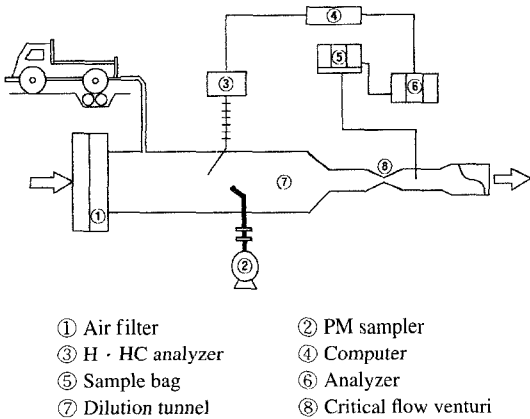 ④
③
⑤
⑥
⑧
⑦
①
②
① Air filter
② PM sampler
③ H · HC analyzer
④ Computer
⑤ Sample bag
⑥ Analyzer
⑦ Dilution tunnel
⑧ Critical flow venturi